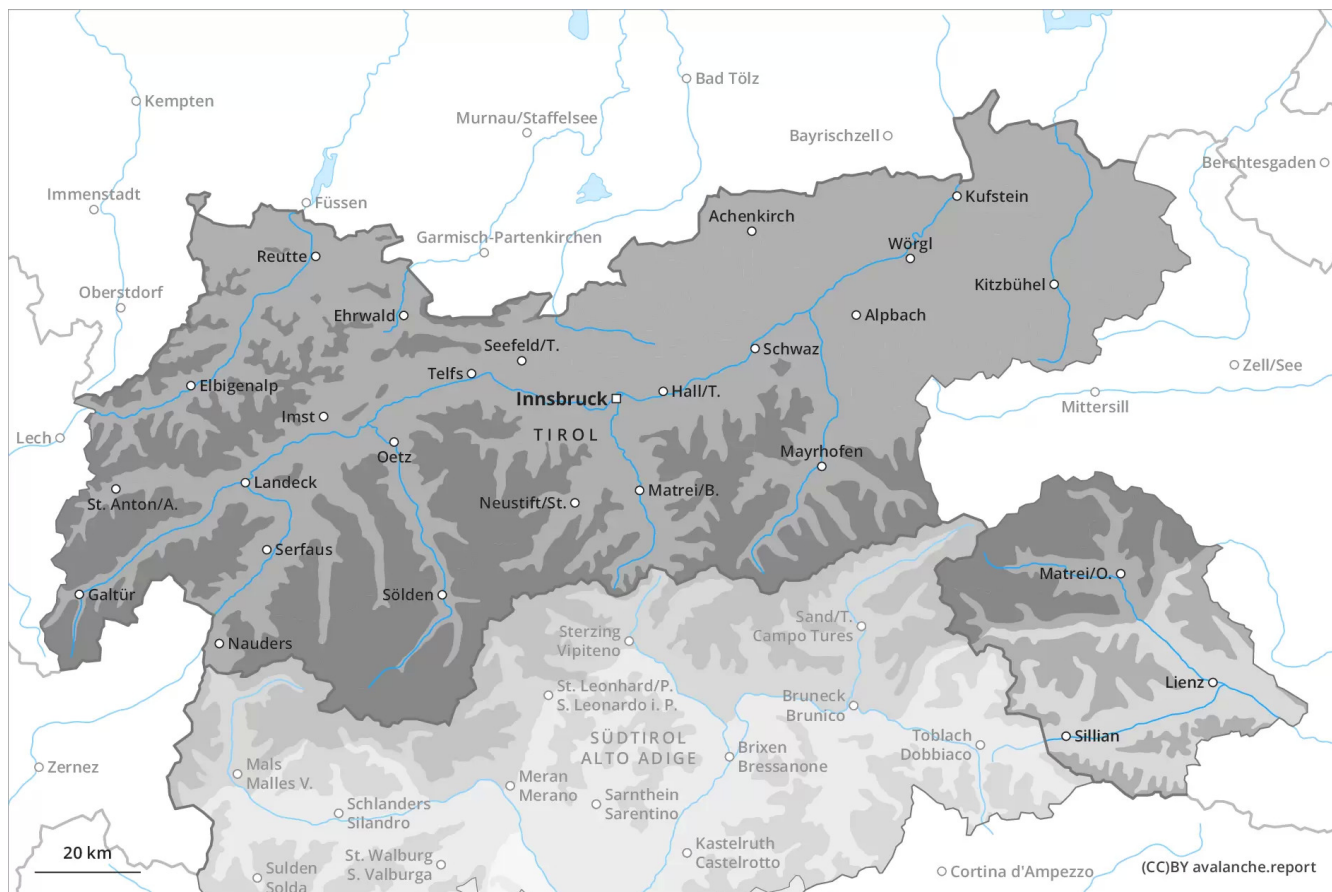 Bad Tölz
Kempten
Murnau/Staffelsee
Bayrischzell
Berchtesgaden
Immenstadt
Füssen
Kufstein
Achenkirch
Garmisch-Partenkirchen
Wörgl
Reutte
Kitzbühel
Oberstdorf
Ehrwald
Alpbach
Seefeld/T.
Schwaz
Zell/See
Telfs
Elbigenalp
Hall/T.
Innsbruck
Mittersill
Imst
Lech
TIROL
Oetz
Mayrhofen
Landeck
Matrei/B.
St. Anton/A.
Neustift/St.
Serfaus
Matrei/O.
Galtür
Sölden
Sand/T.
Campo Tures
Sterzing
Vipiteno
Nauders
Lienz
St. Leonhard/P.
S. Leonardo i. P.
Bruneck
Brunico
SÜDTIROL
ALTO ADIGE
Toblach
Dobbiaco
Sillian
Brixen
Bressanone
Zernez
Mals
Malles V.
Meran
Merano
Sarnthein
Sarentino
Schlanders
Silandro
Kastelruth
Castelrotto
20 km
St. Walburg
S. Valburga
Sulden
Solda
Cortina d'Ampezzo
(CC)BY avalanche.report